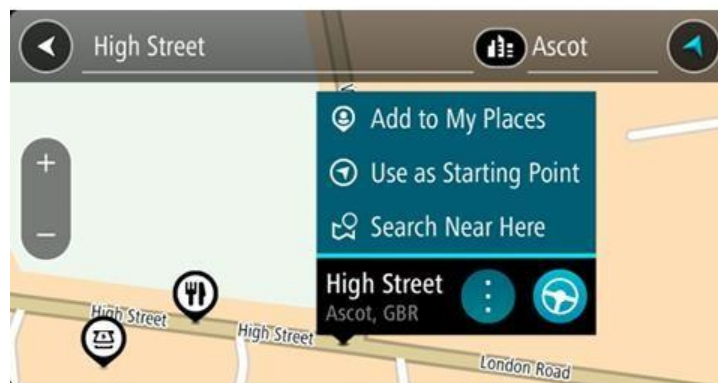 High Street
Ascot
Add to My Places
Use as Starting Point
Search Near Here
High Street
Ascot, GBR
High Street
High Street
London Road